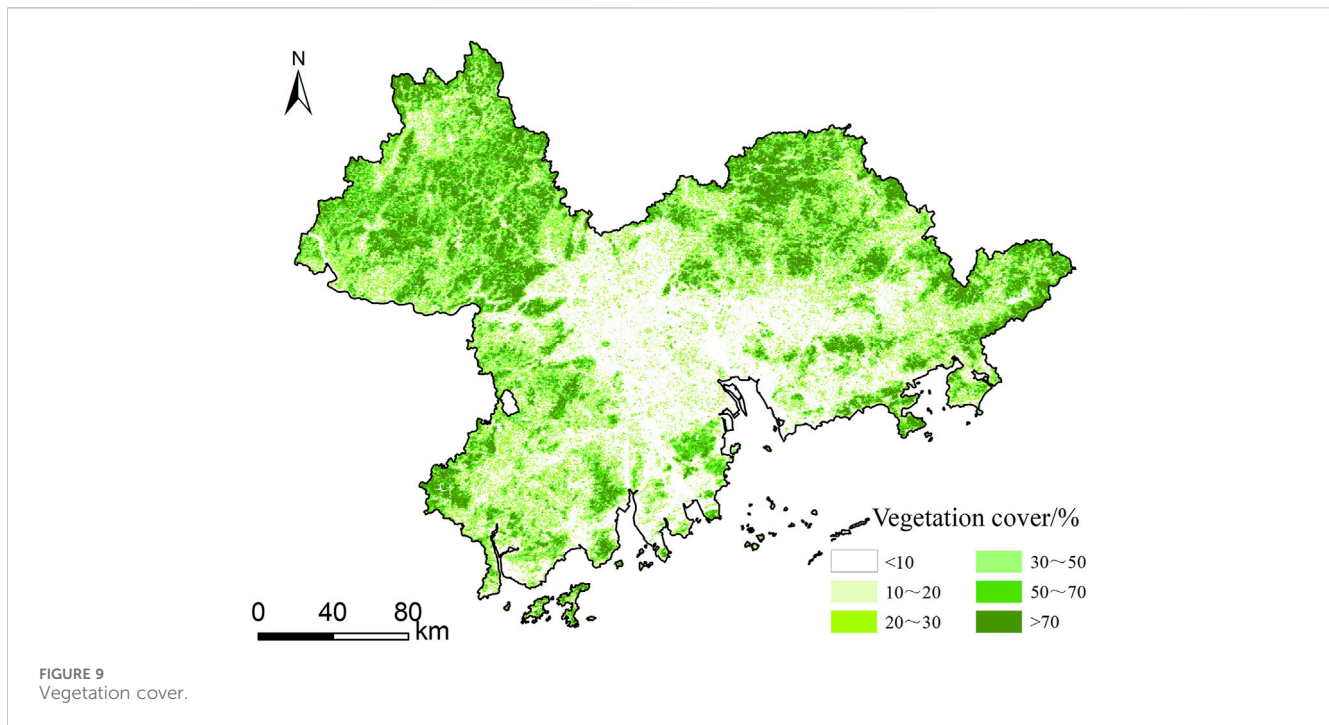 N
Vegetation cover/%
<10
30～50
10～20
50～70
20～30
>70
0 40 80
km
FIGURE 9
Vegetation cover.